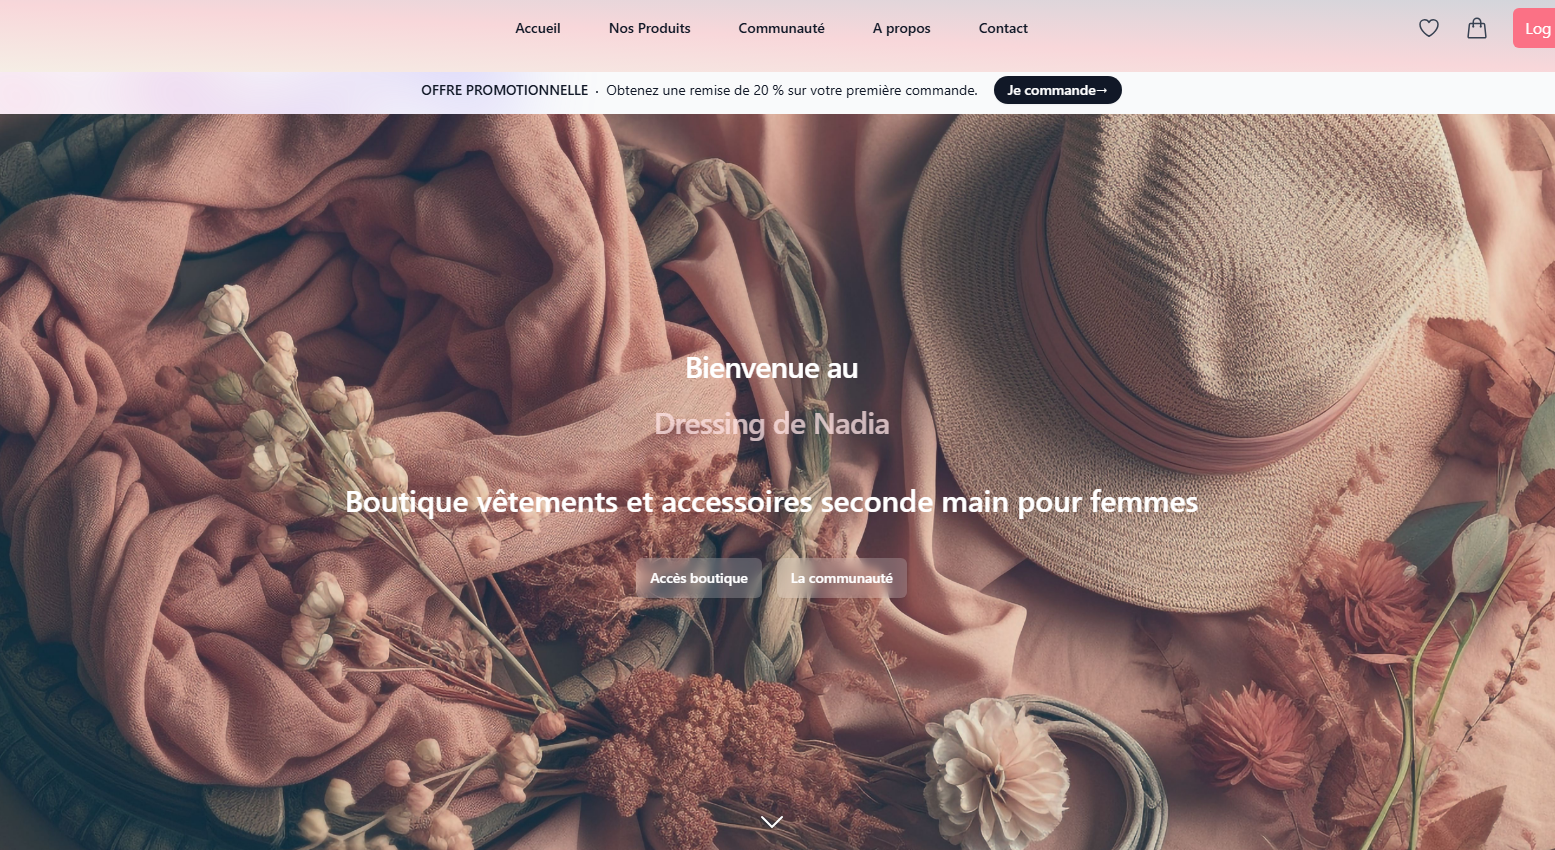 Accueil Nos Produits Communauté A propos Contact Log
OFFRE PROMOTIONNELLE · Obtenez une remise de 20 % sur votre première commande. Je commande→
Bienvenue au
Dressing de Nadia
Boutique vêtements et accessoires seconde main pour femmes
Accès boutique La communauté